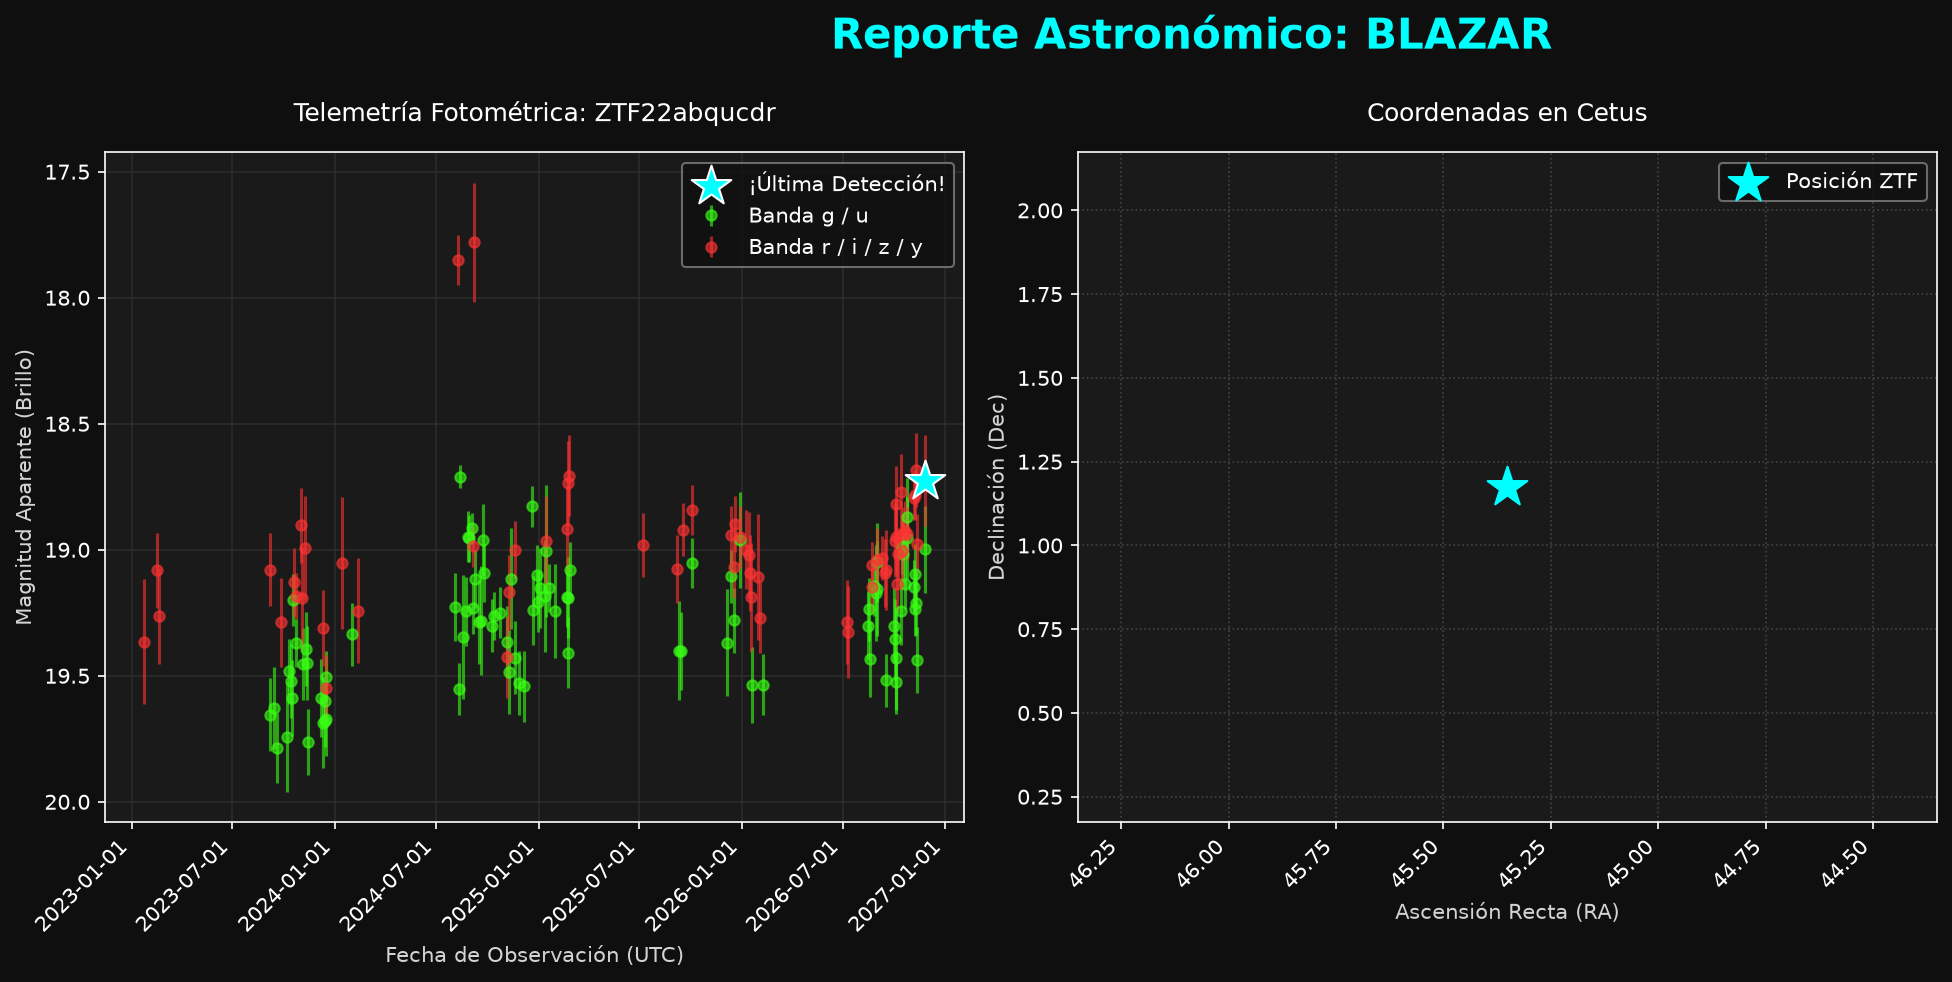 Reporte Astronómico: BLAZAR
Telemetría Fotométrica: ZTF22abqucdr
¡Última Detección!
Banda g / u
Banda r / i / z / y
Magnitud Aparente (Brillo)
17.5
18.0
18.5
19.0
19.5
20.0
2023-01-01
2023-07-01
2024-01-01
2024-07-01
2025-01-01
2025-07-01
2026-01-01
2026-07-01
2027-01-01
Fecha de Observación (UTC)
Coordenadas en Cetus
Posición ZTF
Declinación (Dec)
2.00
1.75
1.50
1.25
1.00
0.75
0.50
0.25
46.25
46.00
45.75
45.50
45.25
45.00
44.75
44.50
Ascensión Recta (RA)